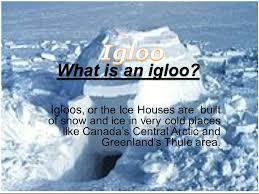 Igloo
What is an igloo?
Igloos, or the Ice Houses are  built
of snow and ice in very cold places
like Canada's Central Arctic and
Greenland's Thule area.